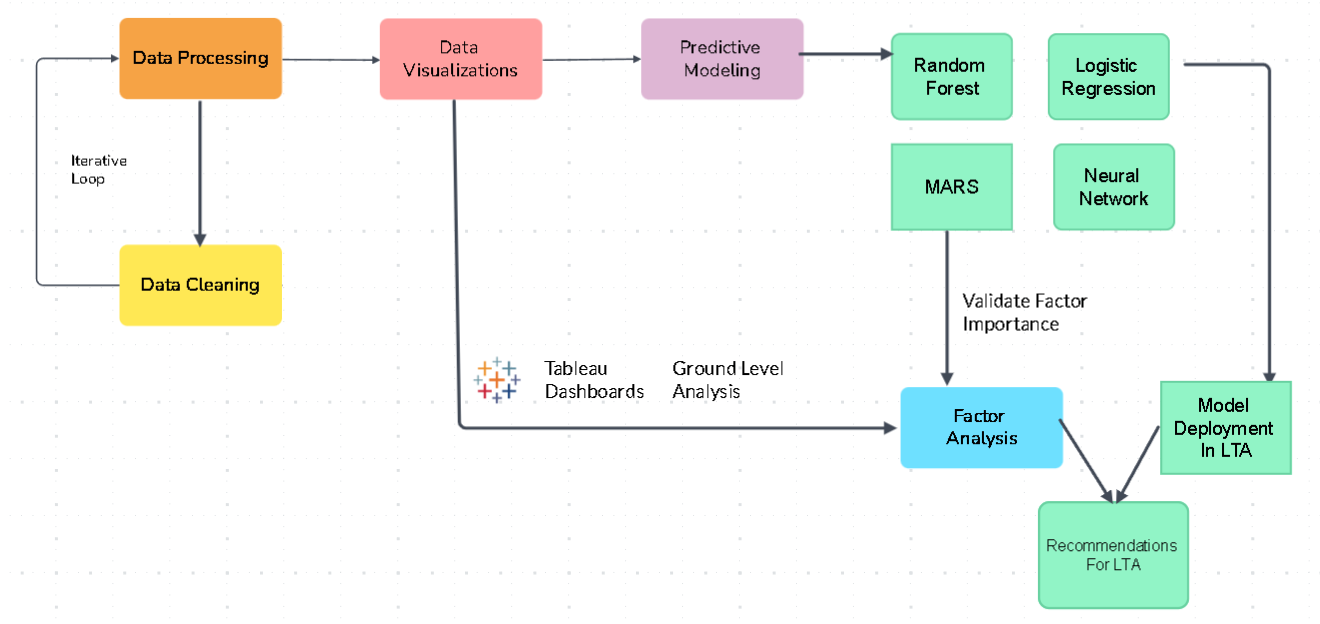 Data Processing
Data
Visualizations
Predictive
Modeling
Random
Forest
Logistic
Regression
Iterative
Loop
MARS
Neural
Network
Data Cleaning
Validate Factor
Importance
Tableau
Dashboards
Ground Level
Analysis
Factor
Analysis
Model
Deployment
In LTA
Recommendations
For LTA